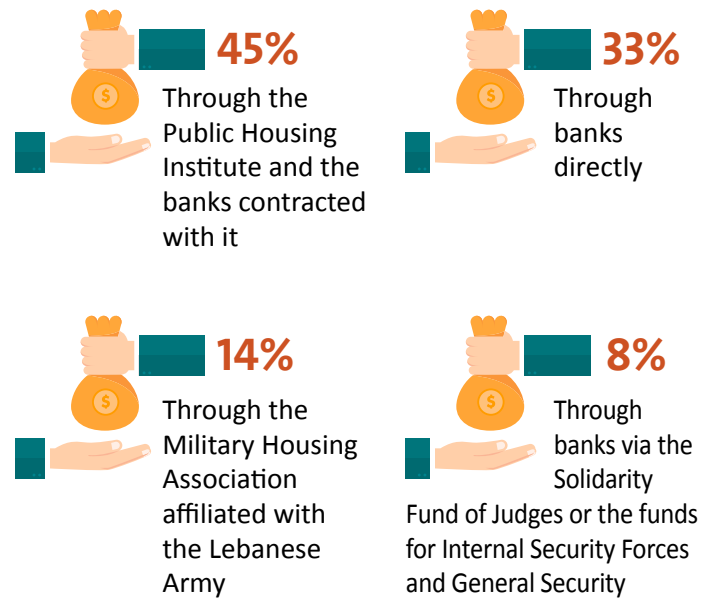 45%
Through the
Public Housing
Institute and the
banks contracted
with it
33%
Through
banks
directly
14%
Through the
Military Housing
Association
affiliated with
the Lebanese
Army
8%
Through
banks via the
Solidarity
Fund of Judges or the funds
for Internal Security Forces
and General Security
$
$
$
$